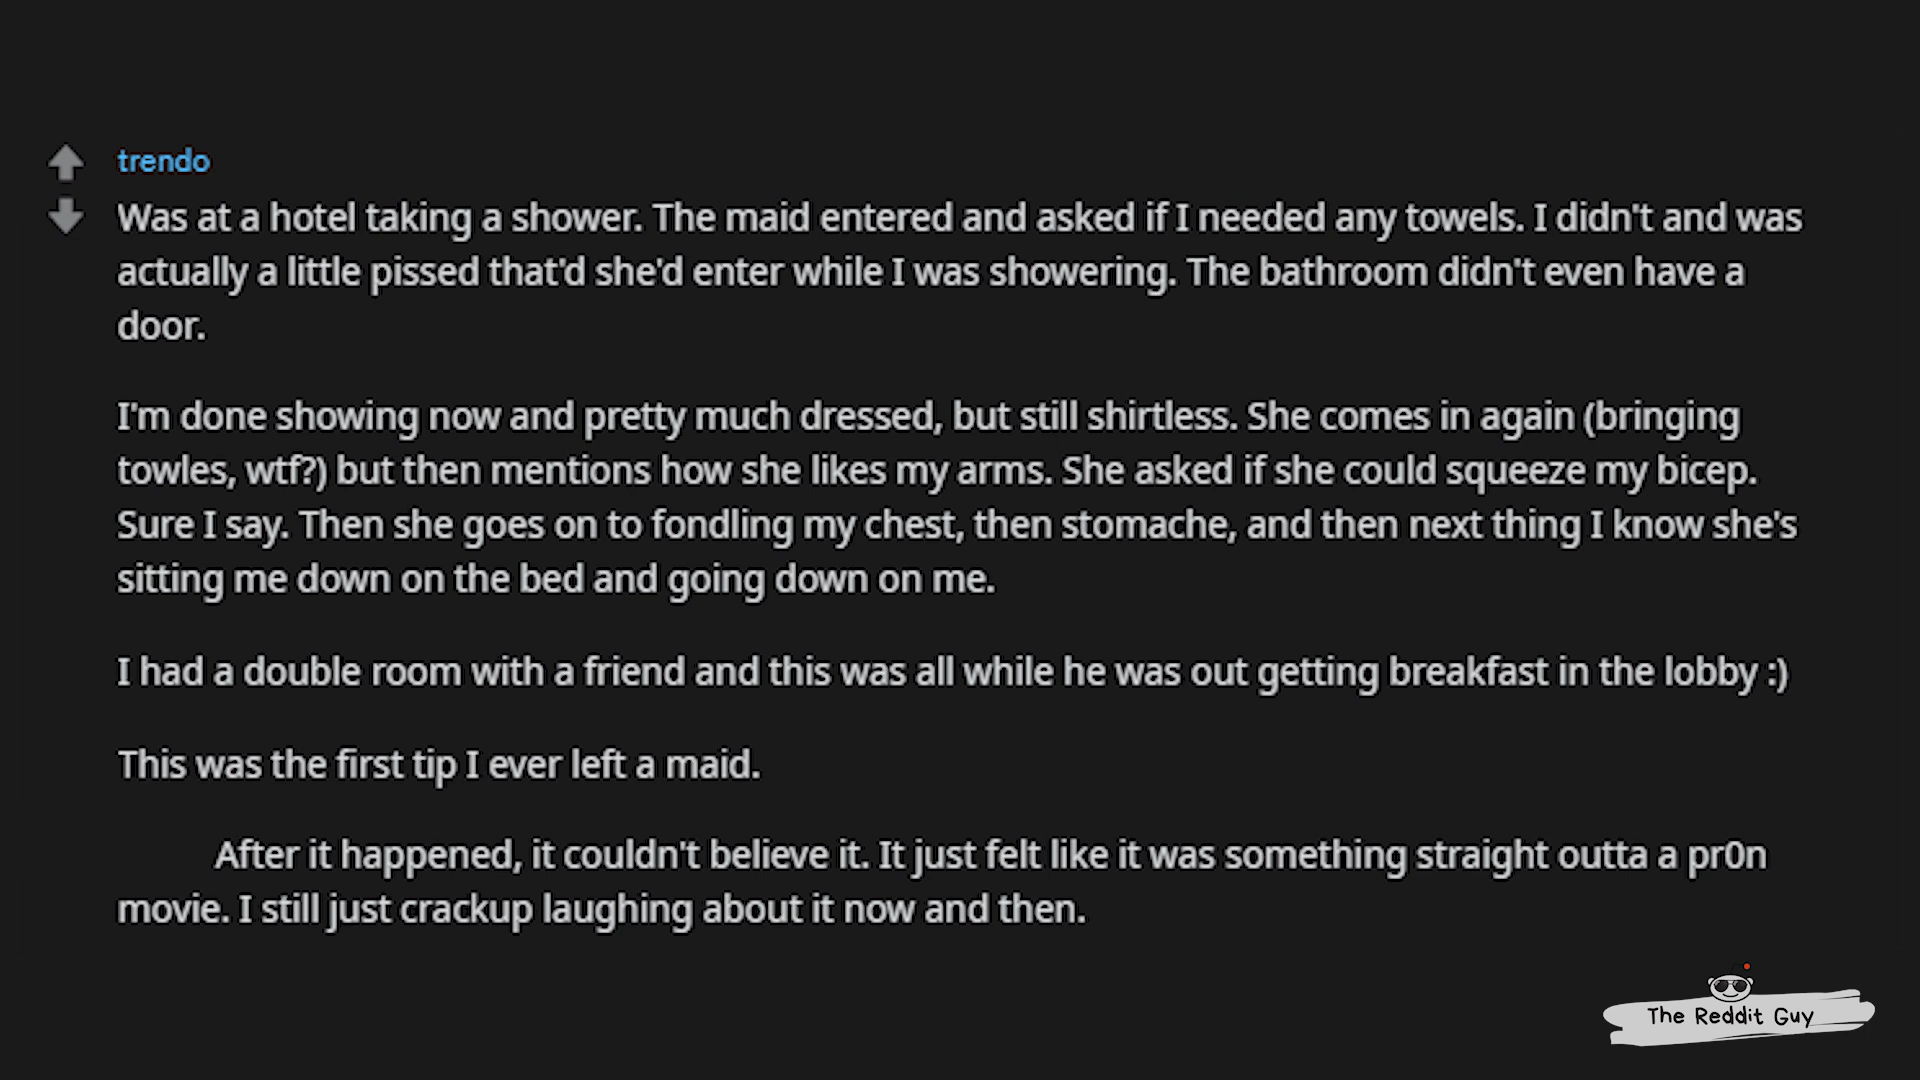 trendo
Was at a hotel taking a shower. The maid entered and asked if I needed any towels. I didn't and was
actually a little pissed that'd she'd enter while I was showering. The bathroom didn't even have a
door.
I'm done showing now and pretty much dressed, but still shirtless. She comes in again (bringing
towles, wtf?) but then mentions how she likes my arms. She asked if she could squeeze my bicep.
Sure I say. Then she goes on to fondling my chest, then stomache, and then next thing I know she's
sitting me down on the bed and going down on me.
I had a double room with a friend and this was all while he was out getting breakfast in the lobby :)
This was the first tip I ever left a maid.
After it happened, it couldn't believe it. It just felt like it was something straight outta a pr0n
movie. I still just crackup laughing about it now and then.
The Reddit Guy